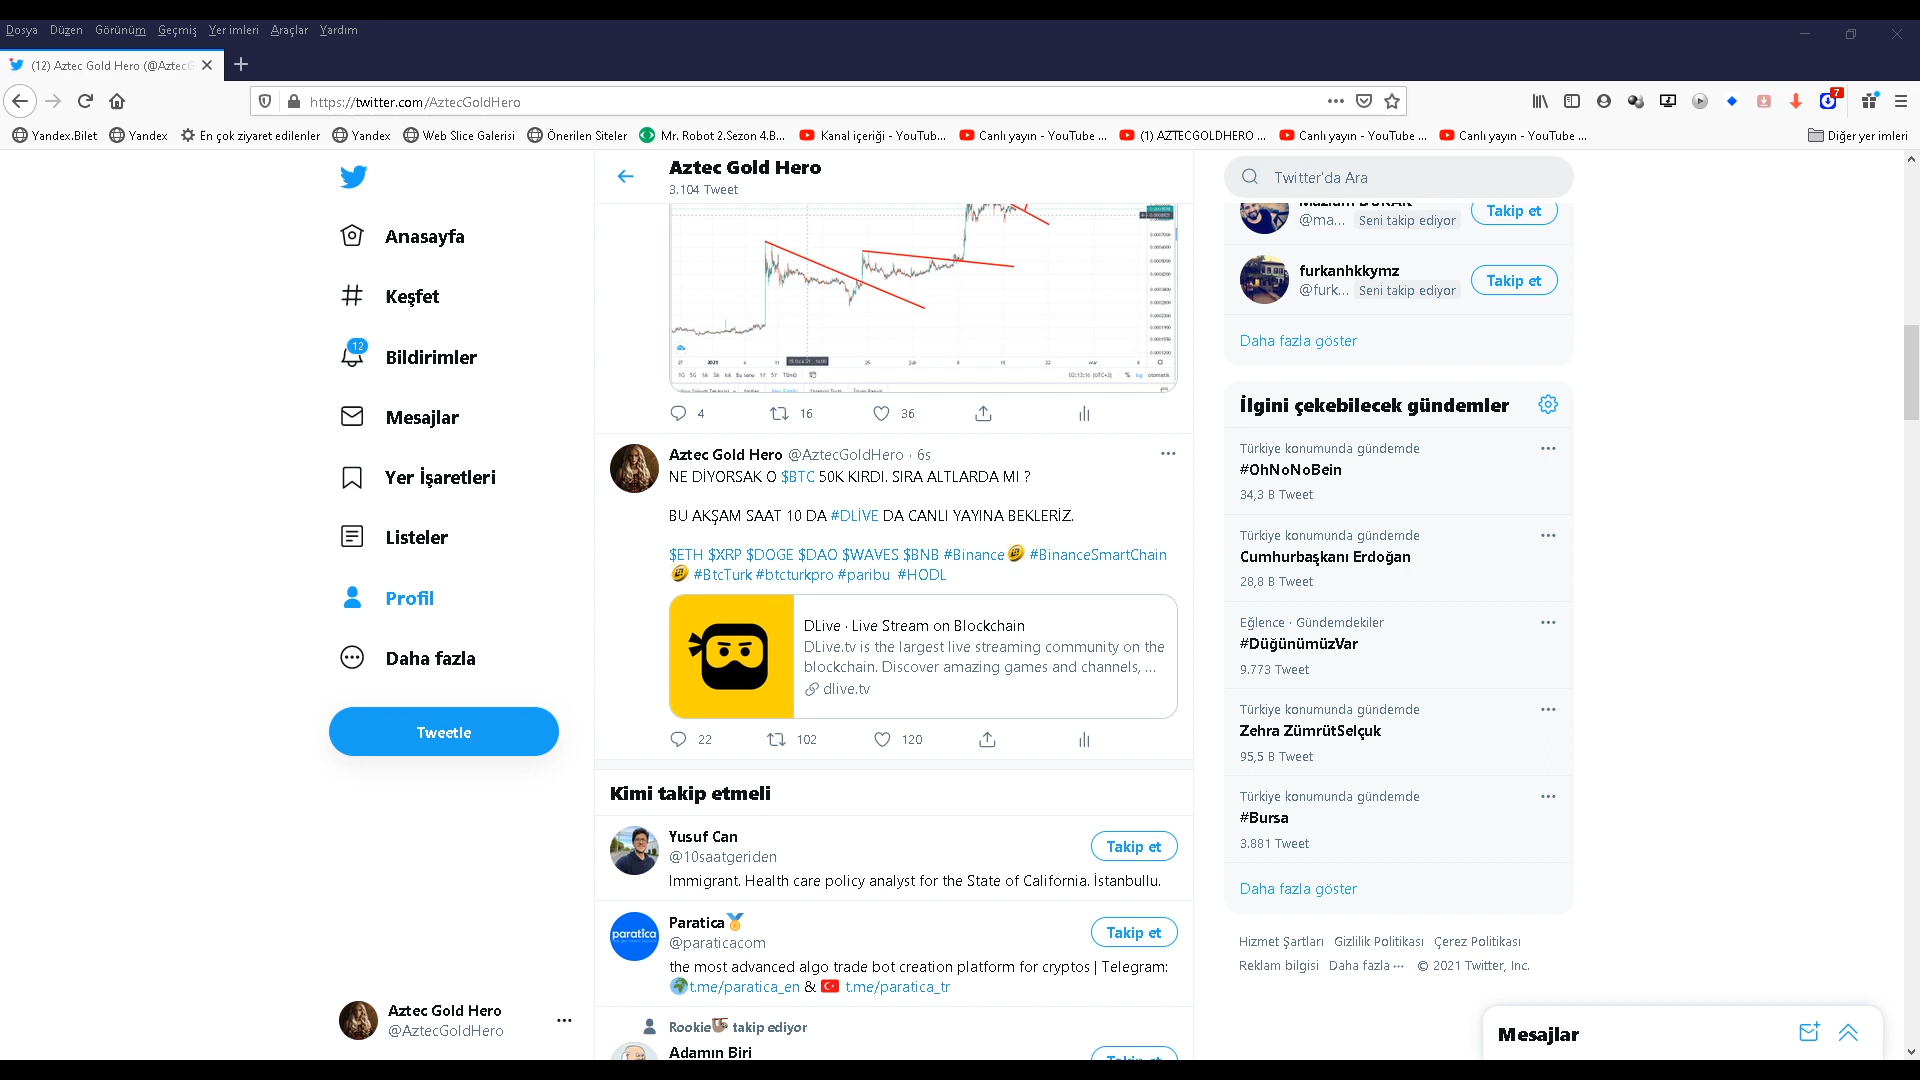 Dosya Düzen Görünüm Geçmiş Yer imleri Araçlar Yardım
(12) Aztec Gold Hero (@AztecG
https://twitter.com/AztecGoldHero
7
Yandex.Bilet Yandex En çok ziyaret edilenler Yandex Web Slice Galerisi Önerilen Siteler Mr. Robot 2.Sezon 4.B... Kanal içeriği - YouTub... Canlı yayın - YouTube ... (1) AZTECGOLDHERO ... Canlı yayın - YouTube ... Canlı yayın - YouTube ... Diğer yer imleri
Anasayfa
Keşfet
12
Bildirimler
Mesajlar
Yer İşaretleri
Listeler
Profil
Daha fazla
Tweetle
Aztec Gold Hero
@AztecGoldHero
Aztec Gold Hero
3.104 Tweet
4 16 36
Aztec Gold Hero @AztecGoldHero · 6s
NE DİYORSAK O $BTC 50K KIRDI. SIRA ALTLARDA MI ?
BU AKŞAM SAAT 10 DA #DLİVE DA CANLI YAYINA BEKLERİZ.
$ETH $XRP $DOGE $DAO $WAVES $BNB #Binance #BinanceSmartChain
#BtcTurk #btcturkpro #paribu #HODL
DLive · Live Stream on Blockchain
DLive.tv is the largest live streaming community on the
blockchain. Discover amazing games and channels, ...
dlive.tv
22 102 120
Kimi takip etmeli
Yusuf Can
@10saatgeriden
Takip et
Immigrant. Health care policy analyst for the State of California. İstanbullu.
paratica
Paratica
@paraticacom
Takip et
the most advanced algo trade bot creation platform for cryptos | Telegram:
t.me/paratica_en & t.me/paratica_tr
Rookie takip ediyor
Adamın Biri
Takip et
Twitter'da Ara
@ma... Seni takip ediyor
Takip et
furkanhkkymz
@furk... Seni takip ediyor
Takip et
Daha fazla göster
İlgini çekebilecek gündemler
Türkiye konumunda gündemde
#OhNoNoBein
34,3 B Tweet
Türkiye konumunda gündemde
Cumhurbaşkanı Erdoğan
28,8 B Tweet
Eğlence · Gündemdekiler
#DüğünümüzVar
9.773 Tweet
Türkiye konumunda gündemde
Zehra ZümrütSelçuk
95,5 B Tweet
Türkiye konumunda gündemde
#Bursa
3.881 Tweet
Daha fazla göster
Hizmet Şartları Gizlilik Politikası Çerez Politikası
Reklam bilgisi Daha fazla ··· © 2021 Twitter, Inc.
Mesajlar